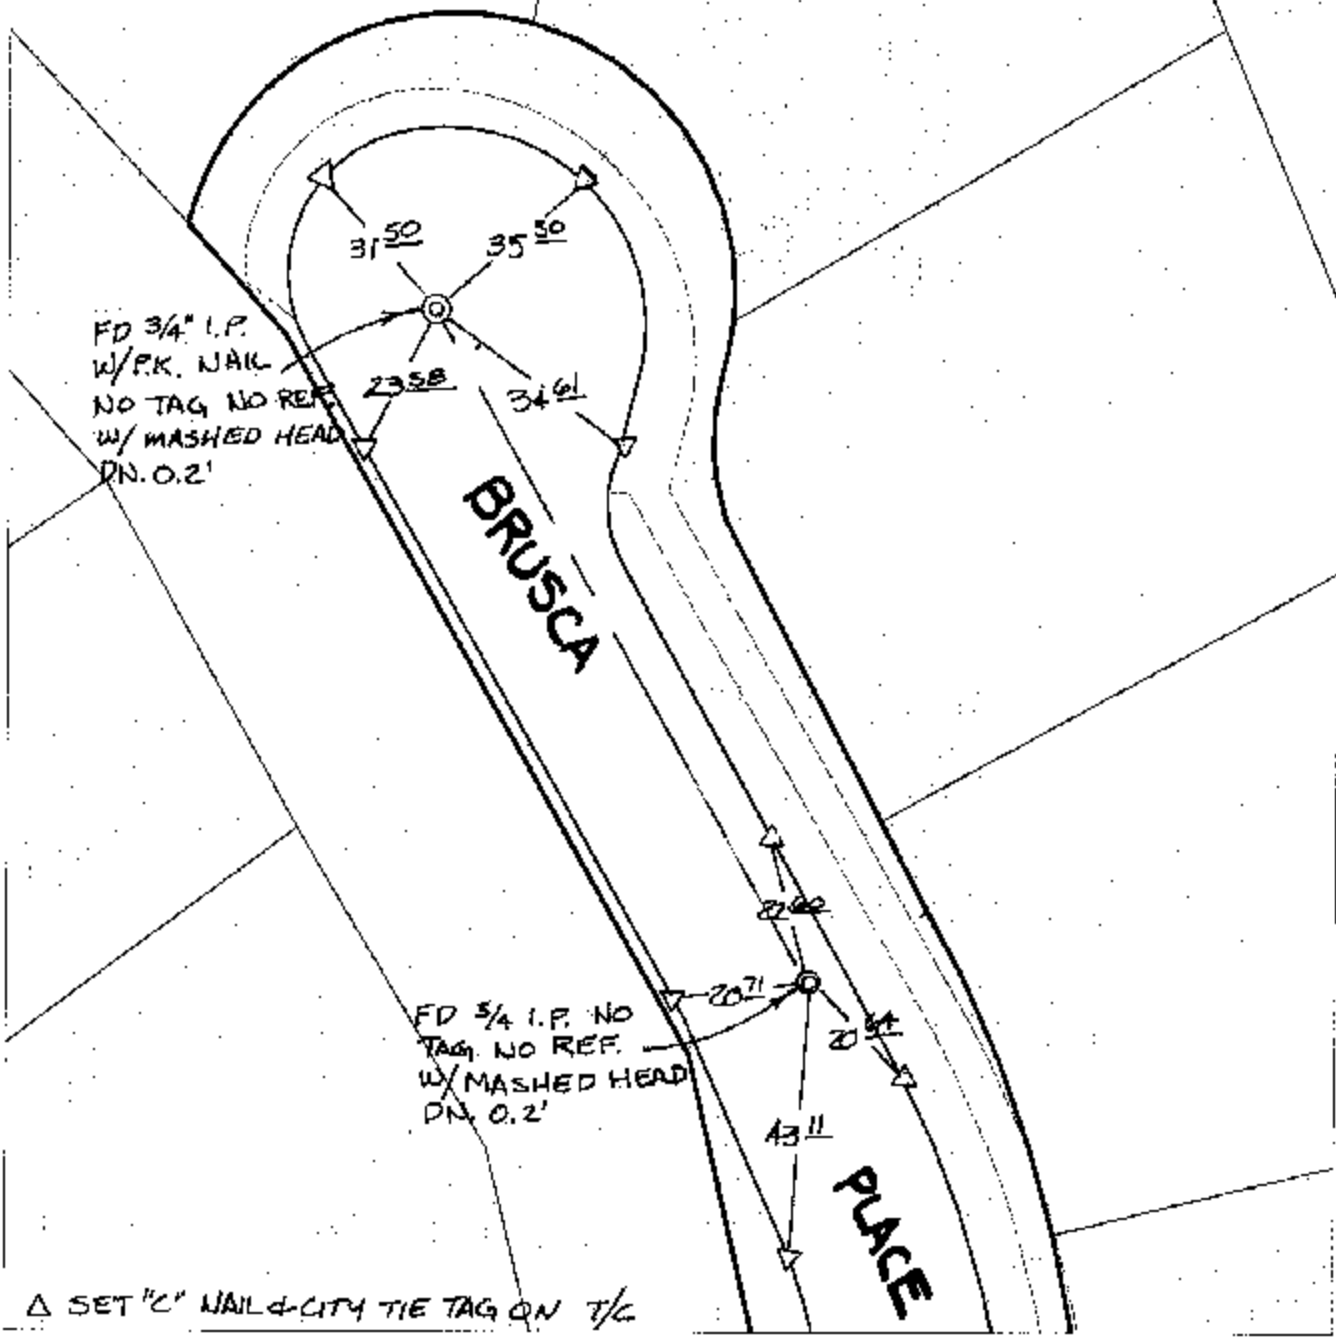 31 50
35 50
FD 3/4" I.P.
W/P.K. NAIL
NO TAG NO REF.
W/ MASHED HEAD
DN. 0.2'
23 58
34 61
BRUSCA
20 71
FD 3/4 I.P. NO
TAG. NO REF.
W/ MASHED HEAD
DN. 0.2'
43 11
PLACE
Δ SET "C" NAIL & CITY TIE TAG ON T/C